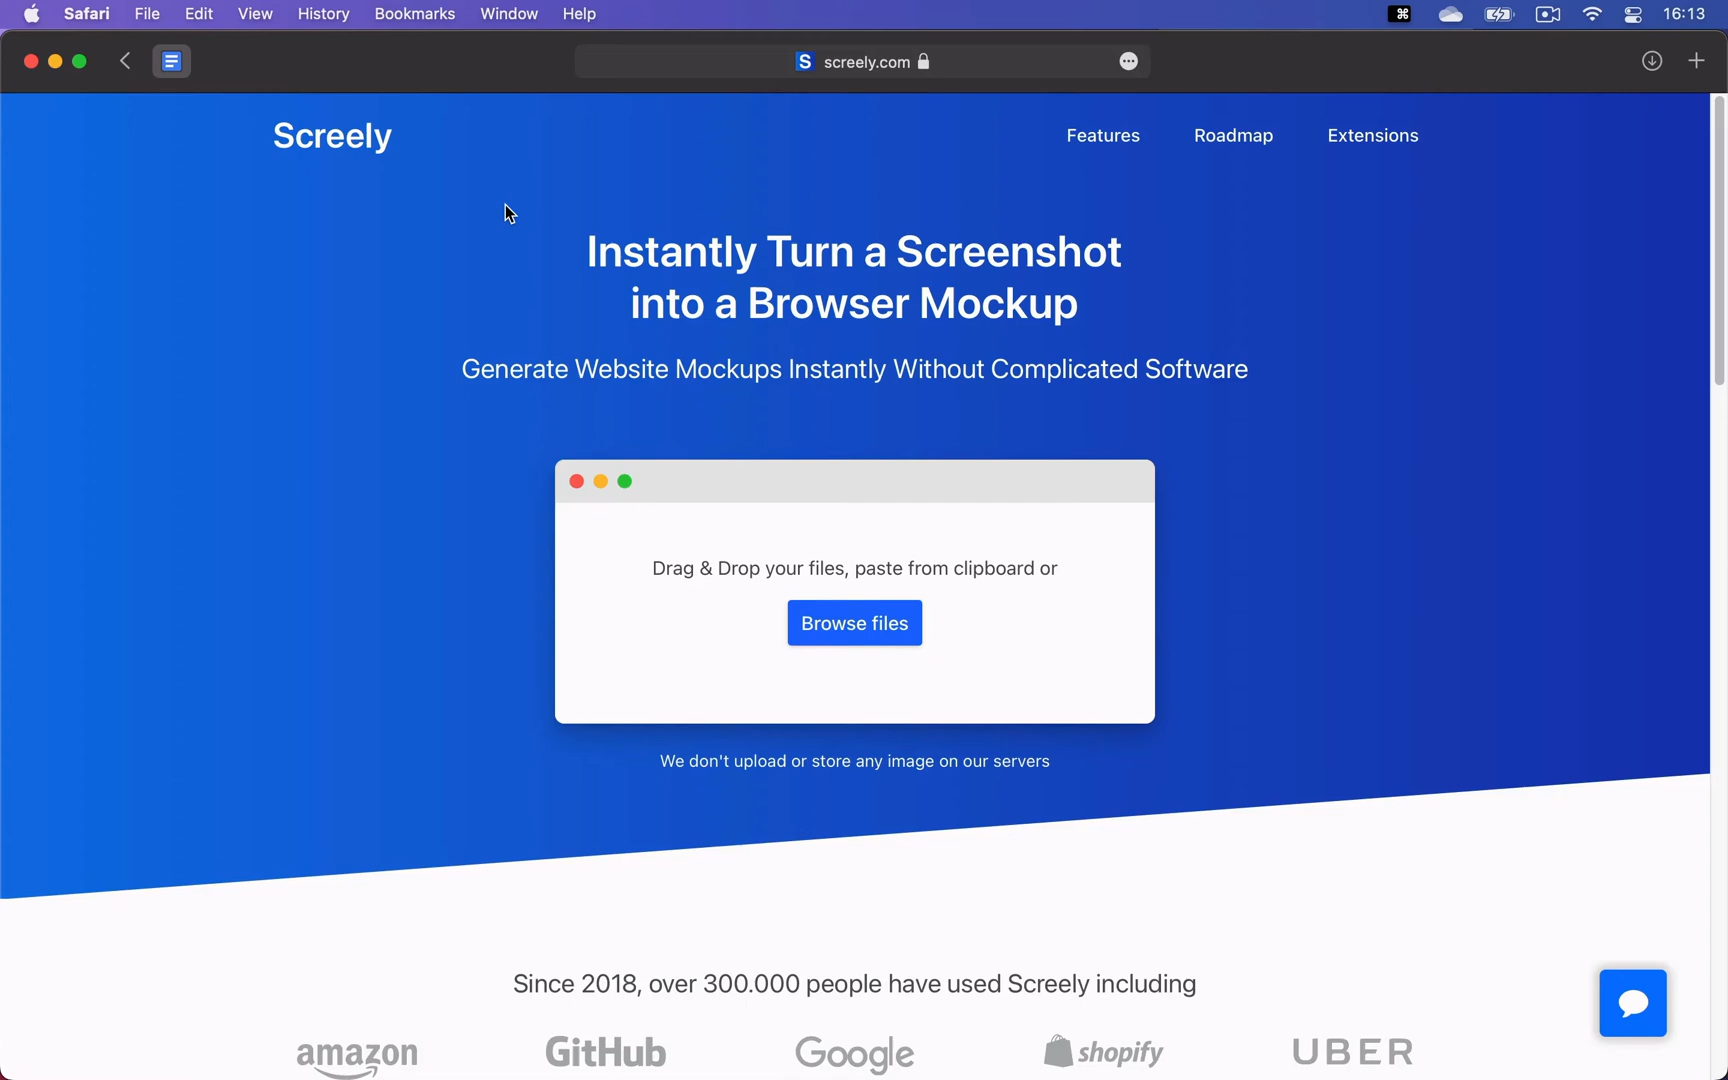 Safari File Edit View History Bookmarks Window Help 16:13
S screely.com
Screely Features Roadmap Extensions
Instantly Turn a Screenshot
into a Browser Mockup
Generate Website Mockups Instantly Without Complicated Software
Drag & Drop your files, paste from clipboard or
Browse files
We don't upload or store any image on our servers
Since 2018, over 300.000 people have used Screely including
amazon GitHub Google shopify UBER